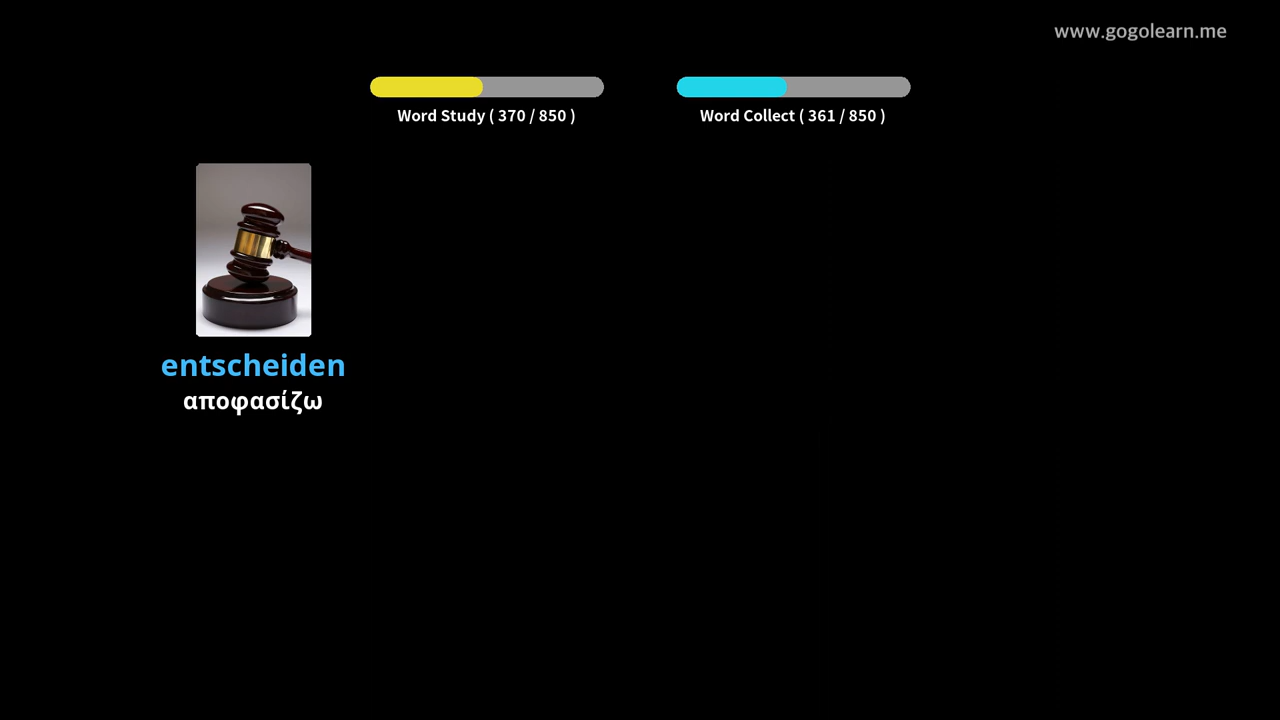 www.gogolearn.me
Word Study ( 370 / 850 )
Word Collect ( 361 / 850 )
entscheiden
αποφασίζω